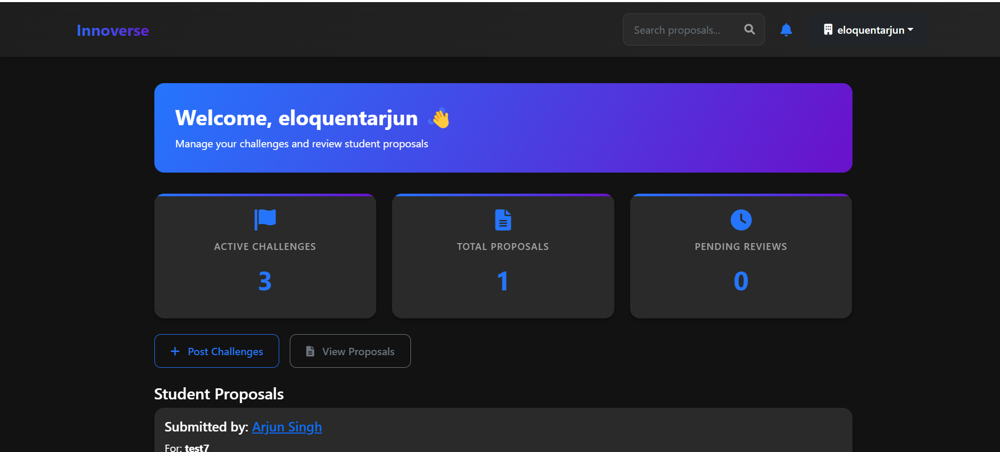 Innoverse
Search proposals...
eloquentarjun
Welcome, eloquentarjun 👋
Manage your challenges and review student proposals
ACTIVE CHALLENGES
3
TOTAL PROPOSALS
1
PENDING REVIEWS
0
Post Challenges
View Proposals
Student Proposals
Submitted by: Arjun Singh
For: test7